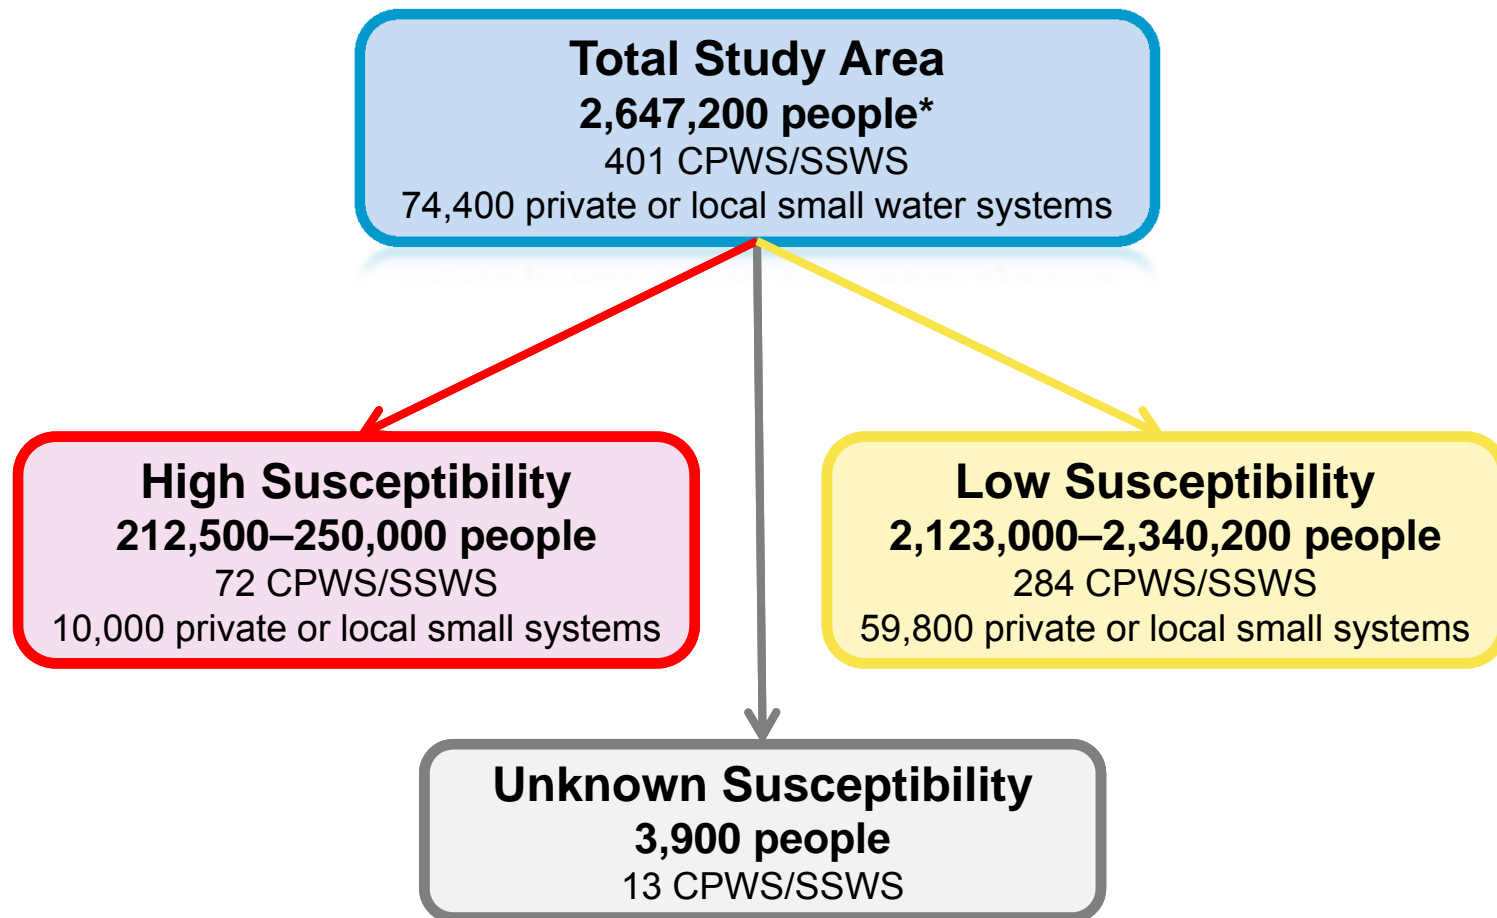 Total Study Area
2,647,200 people*
401 CPWS/SSWS
74,400 private or local small water systems
High Susceptibility
212,500–250,000 people
72 CPWS/SSWS
10,000 private or local small systems
Low Susceptibility
2,123,000–2,340,200 people
284 CPWS/SSWS
59,800 private or local small systems
Unknown Susceptibility
3,900 people
13 CPWS/SSWS